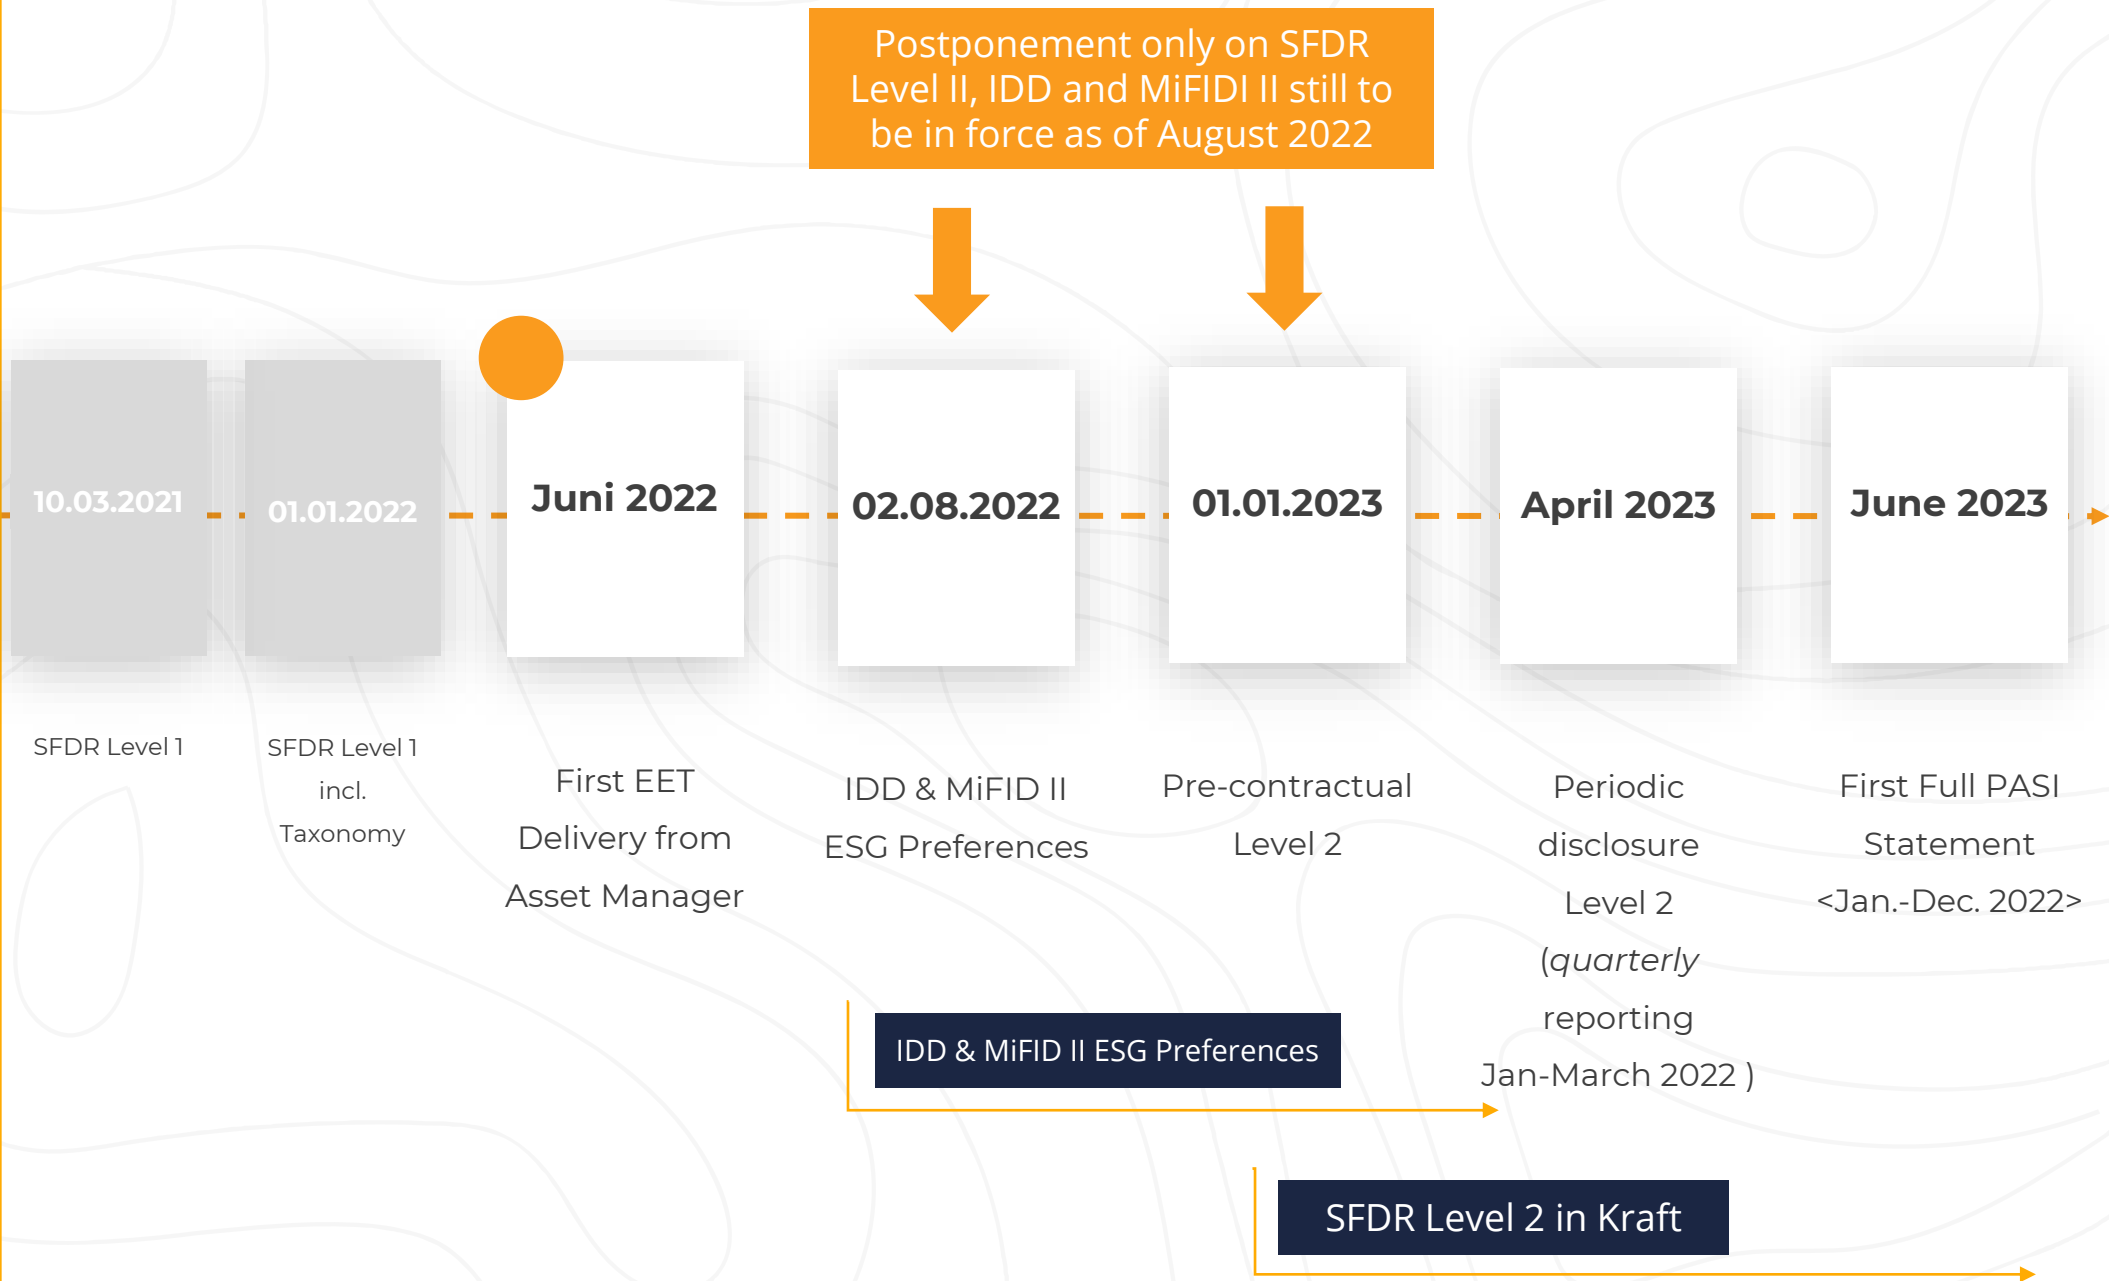 Postponement only on SFDR
Level II, IDD and MiFIDI II still to
be in force as of August 2022
10.03.2021
01.01.2022
Juni 2022
02.08.2022
01.01.2023
April 2023
June 2023
SFDR Level 1
SFDR Level 1
incl.
Taxonomy
First EET
Delivery from
Asset Manager
IDD & MiFID II
ESG Preferences
Pre-contractual
Level 2
Periodic
disclosure
Level 2
(quarterly
reporting
Jan-March 2022 )
First Full PASI
Statement
<Jan.-Dec. 2022>
IDD & MiFID II ESG Preferences
SFDR Level 2 in Kraft